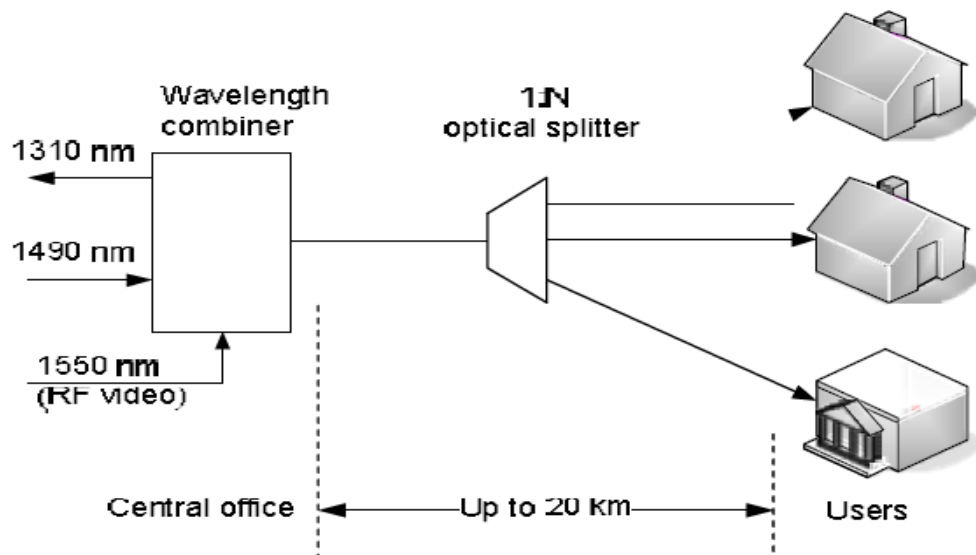 Wavelength
combiner
1:N
optical splitter
1310 nm
1490 nm
1550 nm
(RF video)
Central office
Up to 20 km
Users